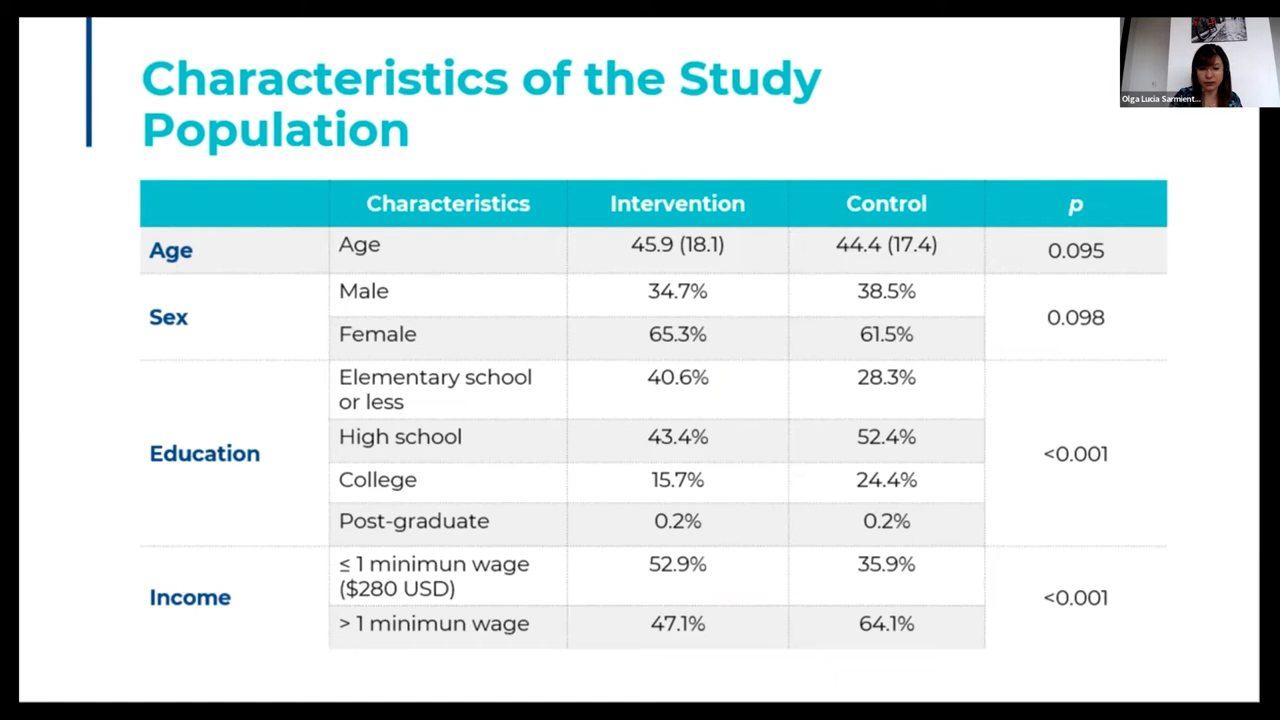 Characteristics of the Study
Population
Olga Lucia Sarmient...
Characteristics Intervention Control p
Age Age 45.9 (18.1) 44.4 (17.4) 0.095
Sex Male 34.7% 38.5% 0.098
Female 65.3% 61.5%
Education Elementary school 40.6% 28.3% <0.001
or less
High school 43.4% 52.4%
College 15.7% 24.4%
Post-graduate 0.2% 0.2%
Income ≤ 1 minimun wage 52.9% 35.9% <0.001
($280 USD)
> 1 minimun wage 47.1% 64.1%